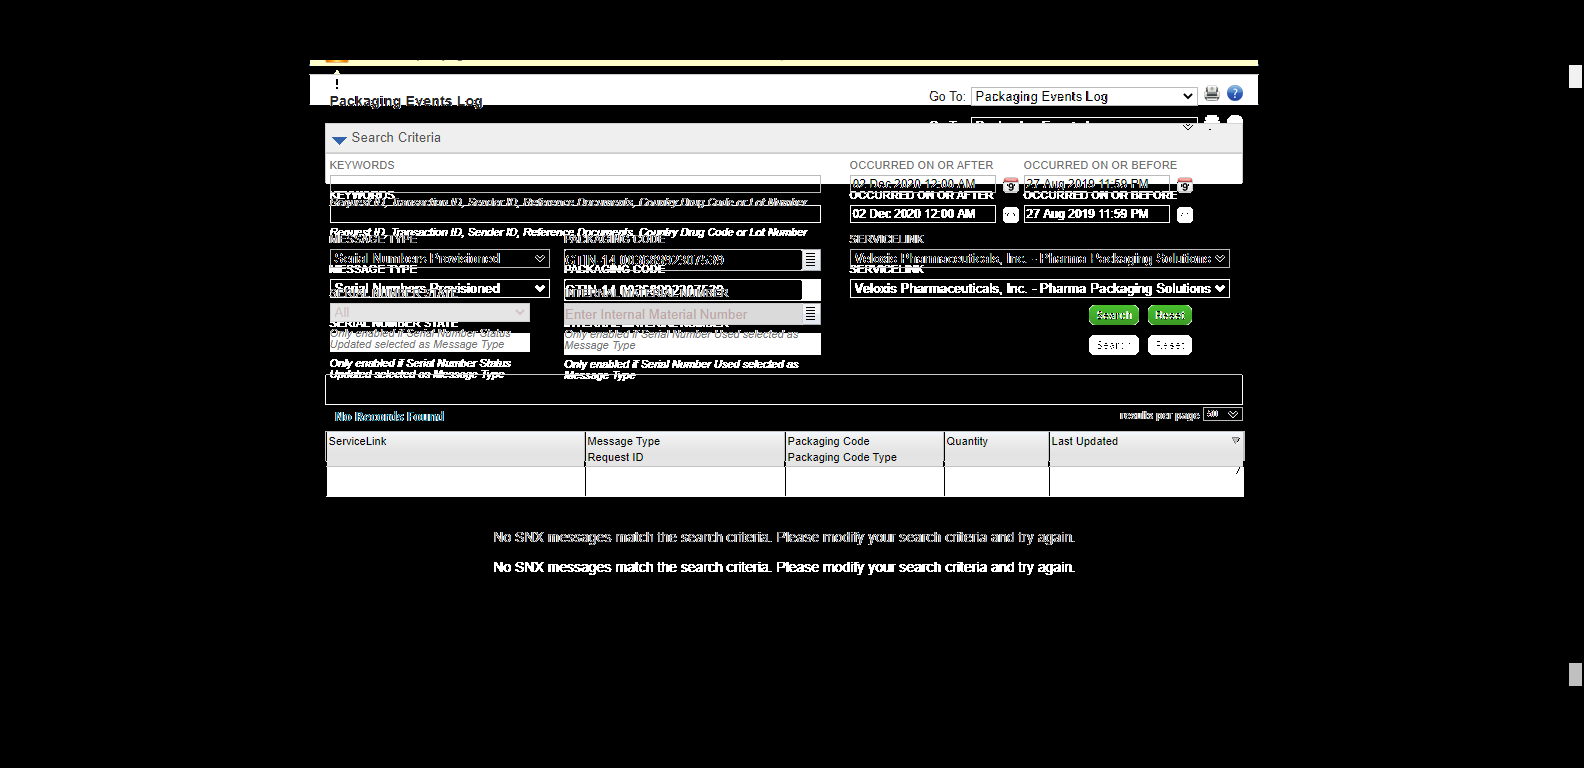 Packaging Events Log
Go To: Packaging Events Log
Search Criteria
KEYWORDS OCCURRED ON OR AFTER OCCURRED ON OR BEFORE
02 Dec 2020 12:00 AM 27 Aug 2019 11:59 PM
KEYWORDS OCCURRED ON OR AFTER OCCURRED ON OR BEFORE
Request ID, Transaction ID, Sender ID, Reference Documents, Country Drug Code or Lot Number
02 Dec 2020 12:00 AM 27 Aug 2019 11:59 PM
Request ID, Transaction ID, Sender ID, Reference Documents, Country Drug Code or Lot Number
MESSAGE TYPE PACKAGING CODE SERVICELINK
Serial Numbers Provisioned GTIN-14 Veloxis Pharmaceuticals, Inc. - Pharma Packaging Solutions
MESSAGE TYPE PACKAGING CODE SERVICELINK
Serial Numbers Provisioned GTIN-14 Veloxis Pharmaceuticals, Inc. - Pharma Packaging Solutions
SERIAL NUMBER STATE INTERNAL MATERIAL NUMBER
All Enter Internal Material Number Search Reset
SERIAL NUMBER STATE INTERNAL MATERIAL NUMBER
Only enabled if Serial Number Status Only enabled if Serial Number Used selected as
Updated selected as Message Type Message Type Search Reset
Only enabled if Serial Number Status Only enabled if Serial Number Used selected as
Updated selected as Message Type Message Type
No Records Found results per page
ServiceLink Message Type Packaging Code Quantity Last Updated
Request ID Packaging Code Type
No SNX messages match the search criteria. Please modify your search criteria and try again.
No SNX messages match the search criteria. Please modify your search criteria and try again.